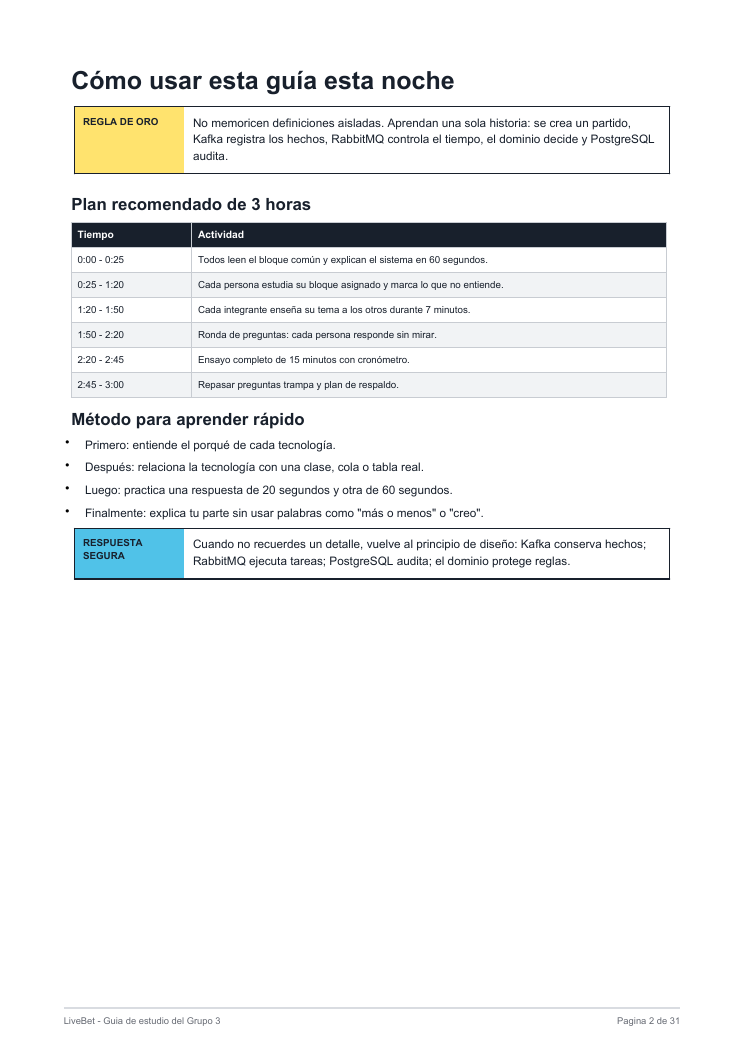 Cómo usar esta guía esta noche
REGLA DE ORO
No memoricen definiciones aisladas. Aprendan una sola historia: se crea un partido,
Kafka registra los hechos, RabbitMQ controla el tiempo, el dominio decide y PostgreSQL
audita.
Plan recomendado de 3 horas
Tiempo Actividad
0:00 - 0:25 Todos leen el bloque común y explican el sistema en 60 segundos.
0:25 - 1:20 Cada persona estudia su bloque asignado y marca lo que no entiende.
1:20 - 1:50 Cada integrante enseña su tema a los otros durante 7 minutos.
1:50 - 2:20 Ronda de preguntas: cada persona responde sin mirar.
2:20 - 2:45 Ensayo completo de 15 minutos con cronómetro.
2:45 - 3:00 Repasar preguntas trampa y plan de respaldo.
Método para aprender rápido
• Primero: entiende el porqué de cada tecnología.
• Después: relaciona la tecnología con una clase, cola o tabla real.
• Luego: practica una respuesta de 20 segundos y otra de 60 segundos.
• Finalmente: explica tu parte sin usar palabras como "más o menos" o "creo".
RESPUESTA
SEGURA
Cuando no recuerdes un detalle, vuelve al principio de diseño: Kafka conserva hechos;
RabbitMQ ejecuta tareas; PostgreSQL audita; el dominio protege reglas.
LiveBet - Guia de estudio del Grupo 3
Pagina 2 de 31